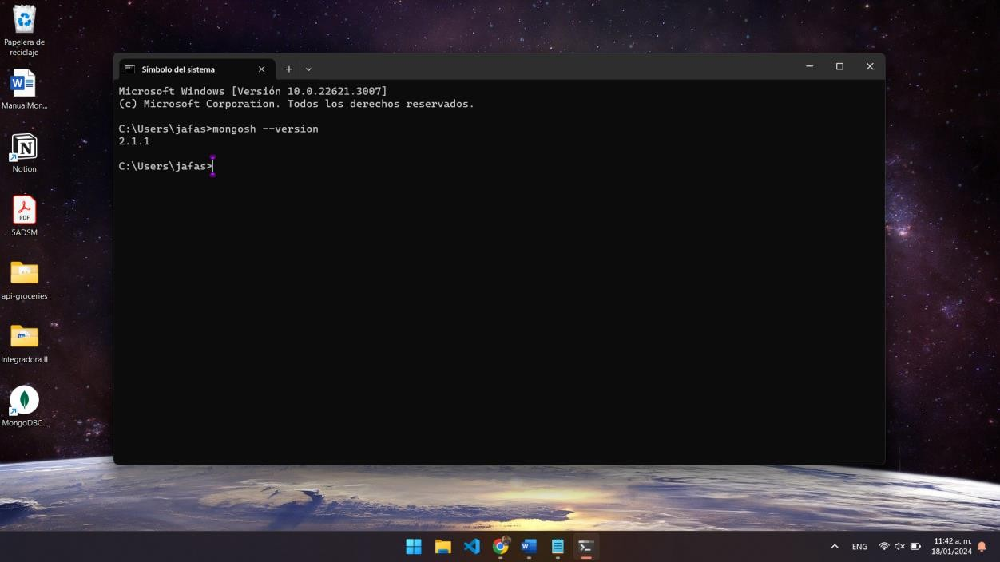 Papelera de
reciclaje
ManualMon...
Notion
PDF
5ADSM
api-groceries
Integradora II
MongoDBC...
Símbolo del sistema
Microsoft Windows [Versión 10.0.22621.3007]
(c) Microsoft Corporation. Todos los derechos reservados.
C:\Users\jafas>mongosh --version
2.1.1
C:\Users\jafas>
ENG
11:42 a. m.
18/01/2024